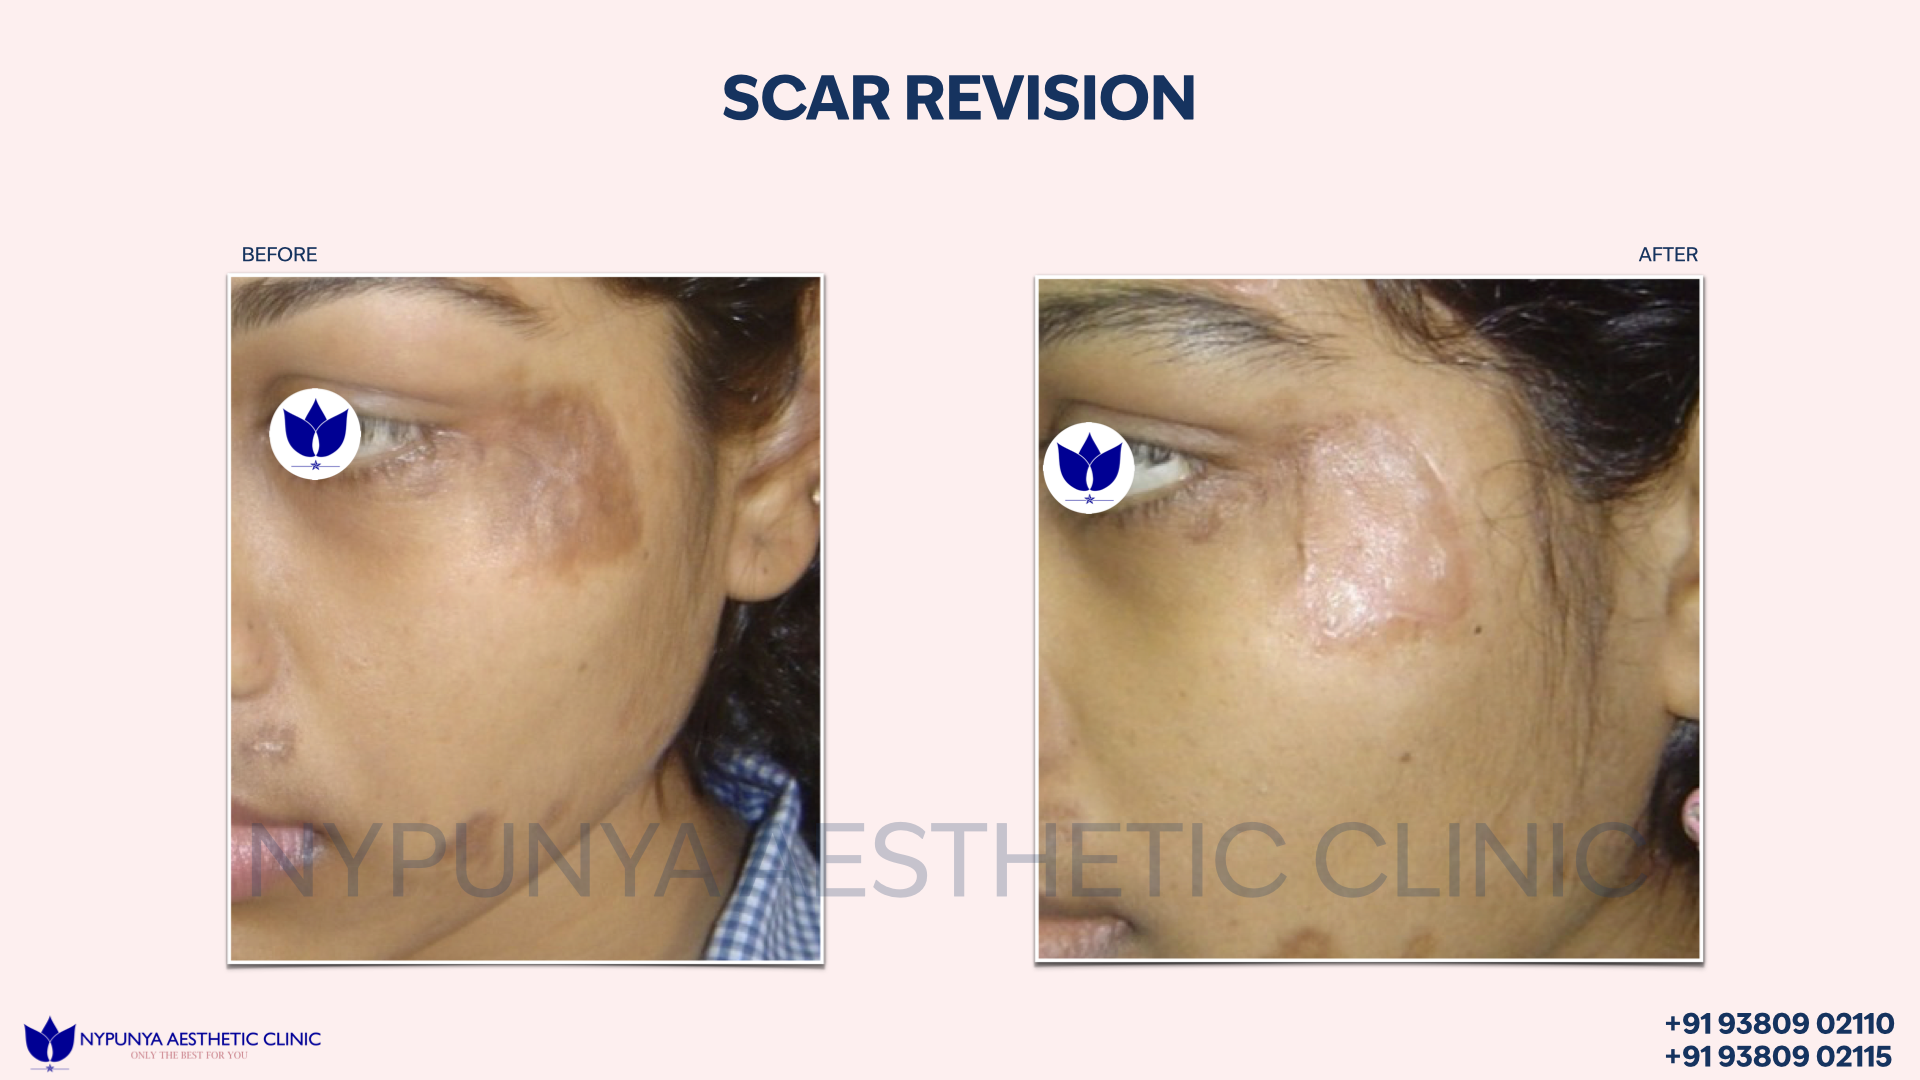 SCAR REVISION
BEFORE
AFTER
NYPUNYA AESTHETIC CLINIC
NYPUNYA AESTHETIC CLINIC
ONLY THE BEST FOR YOU
+91 93809 02110
+91 93809 02115